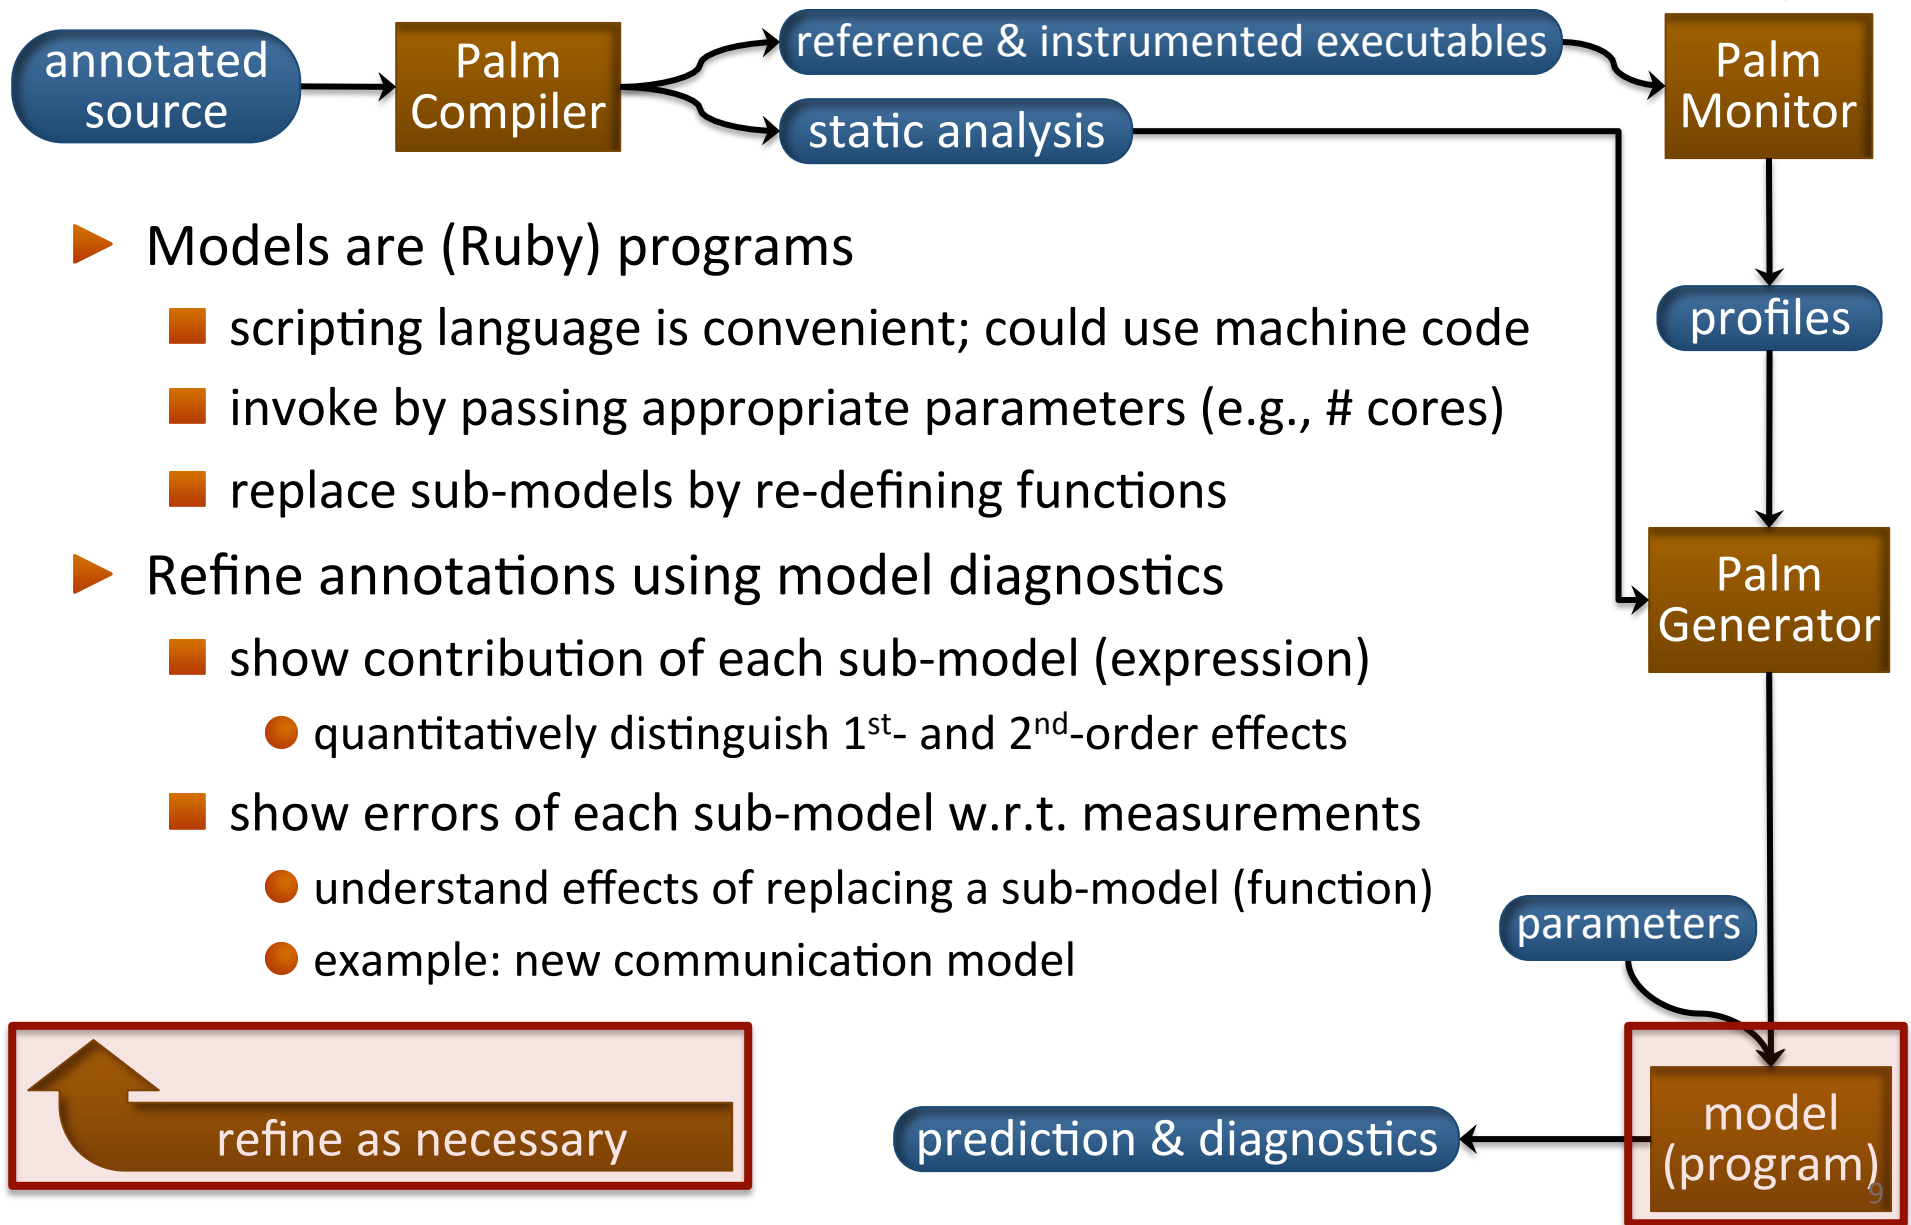 annotated
source
Palm
Compiler
reference & instrumented executables
static analysis
Palm
Monitor
Models are (Ruby) programs
scripting language is convenient; could use machine code
invoke by passing appropriate parameters (e.g., # cores)
replace sub-models by re-defining functions
profiles
Refine annotations using model diagnostics
show contribution of each sub-model (expression)
quantitatively distinguish 1st- and 2nd-order effects
show errors of each sub-model w.r.t. measurements
understand effects of replacing a sub-model (function)
example: new communication model
Palm
Generator
parameters
refine as necessary
prediction & diagnostics
model
(program)
9